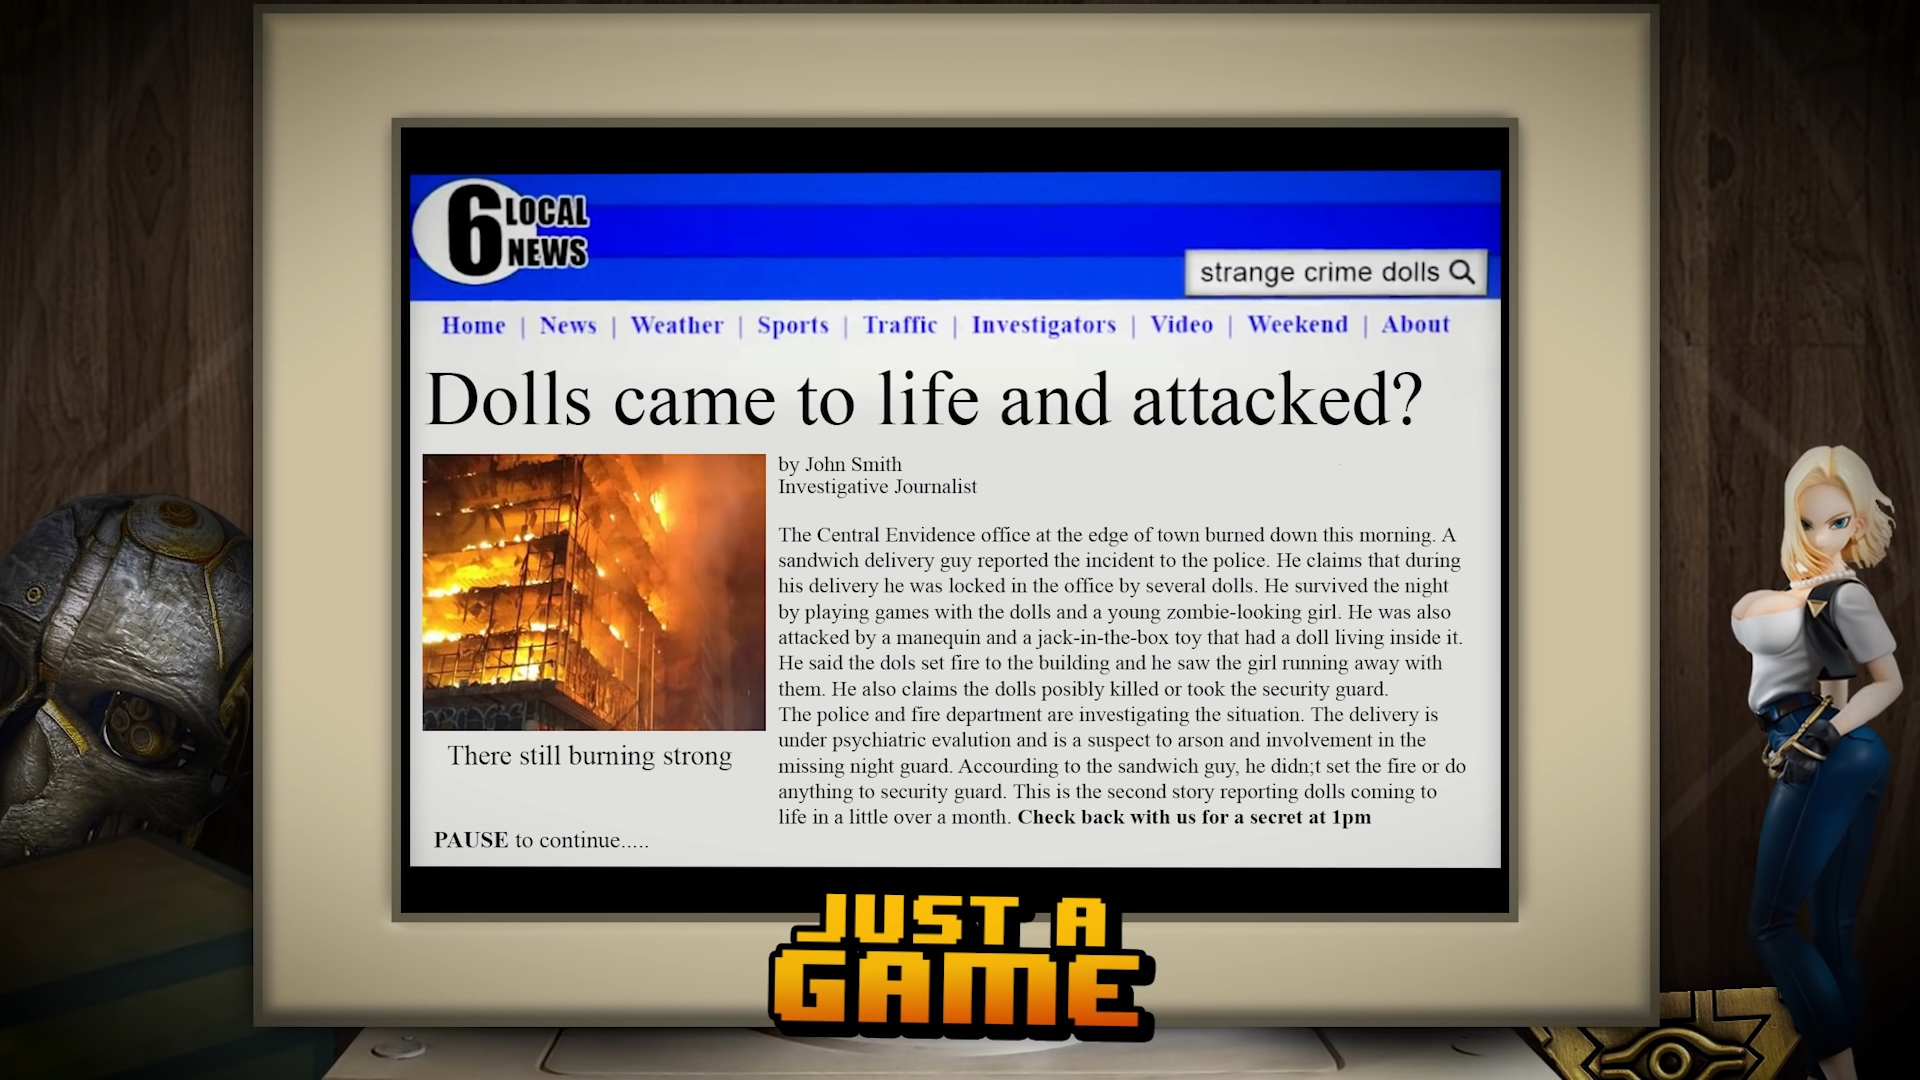 6 LOCAL
NEWS
strange crime dolls
Home | News | Weather | Sports | Traffic | Investigators | Video | Weekend | About
Dolls came to life and attacked?
by John Smith
Investigative Journalist
The Central Envidence office at the edge of town burned down this morning. A
sandwich delivery guy reported the incident to the police. He claims that during
his delivery he was locked in the office by several dolls. He survived the night
by playing games with the dolls and a young zombie-looking girl. He was also
attacked by a manequin and a jack-in-the-box toy that had a doll living inside it.
He said the dols set fire to the building and he saw the girl running away with
them. He also claims the dolls posibly killed or took the security guard.
The police and fire department are investigating the situation. The delivery is
under psychiatric evalution and is a suspect to arson and involvement in the
missing night guard. Accourding to the sandwich guy, he didn;t set the fire or do
anything to security guard. This is the second story reporting dolls coming to
life in a little over a month. Check back with us for a secret at 1pm
There still burning strong
PAUSE to continue.....
JUST A
GAME